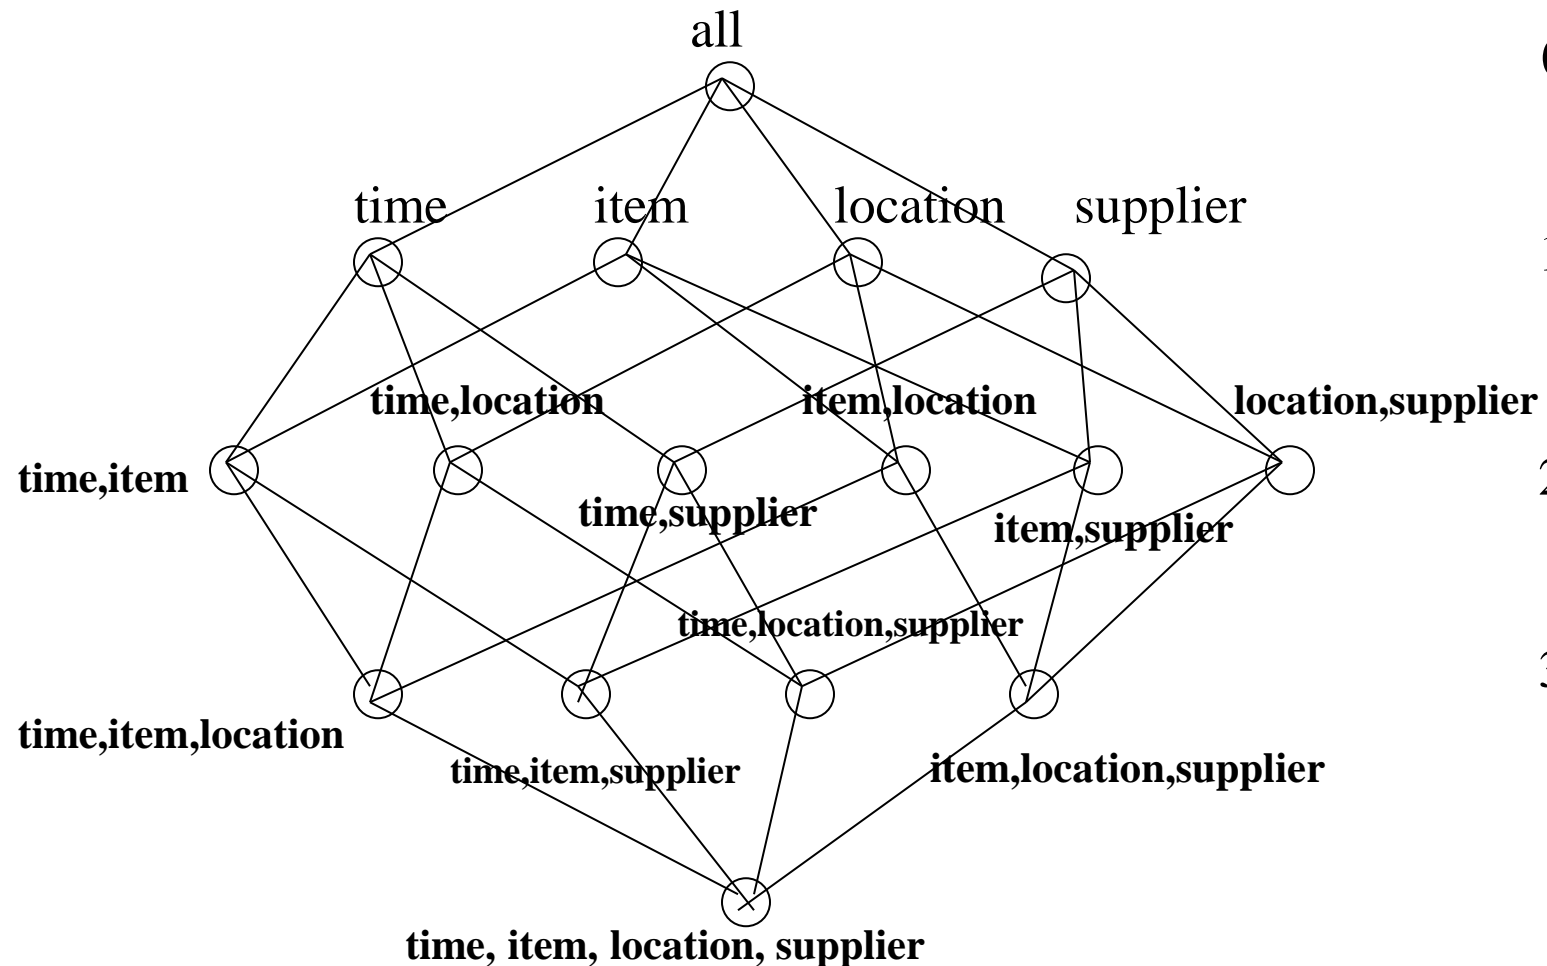 all
time
item
location
supplier
time,location
item,location
location,supplier
time,item
time,supplier
item,supplier
time,location,supplier
time,item,location
time,item,supplier
item,location,supplier
time, item, location, supplier